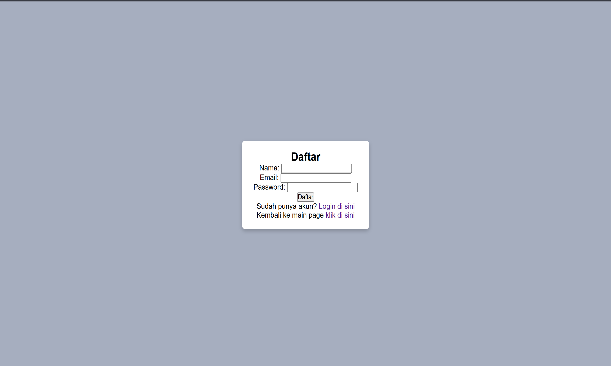 Daftar
Name:
Email:
Password:
Daftar
Sudah punya akun? Login di sini
Kembali ke main page klik di sini